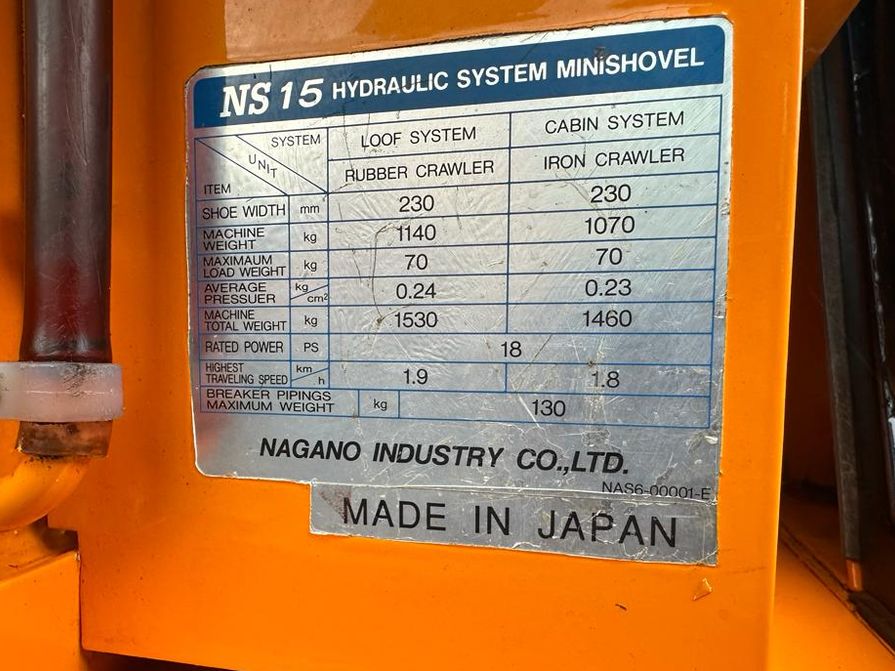 NS 15 HYDRAULIC SYSTEM MINISHOVEL
SYSTEM
UNIT
ITEM
LOOF SYSTEM CABIN SYSTEM
RUBBER CRAWLER IRON CRAWLER
SHOE WIDTH mm 230 230
MACHINE
WEIGHT kg 1140 1070
MAXIMAUM
LOAD WEIGHT kg 70 70
AVERAGE
PRESSUER kg/cm² 0.24 0.23
MACHINE
TOTAL WEIGHT kg 1530 1460
RATED POWER PS 18
HIGHEST
TRAVELING SPEED km/h 1.9 1.8
BREAKER PIPINGS
MAXIMUM WEIGHT kg 130
NAGANO INDUSTRY CO.,LTD.
NAS6-00001-E
MADE IN JAPAN